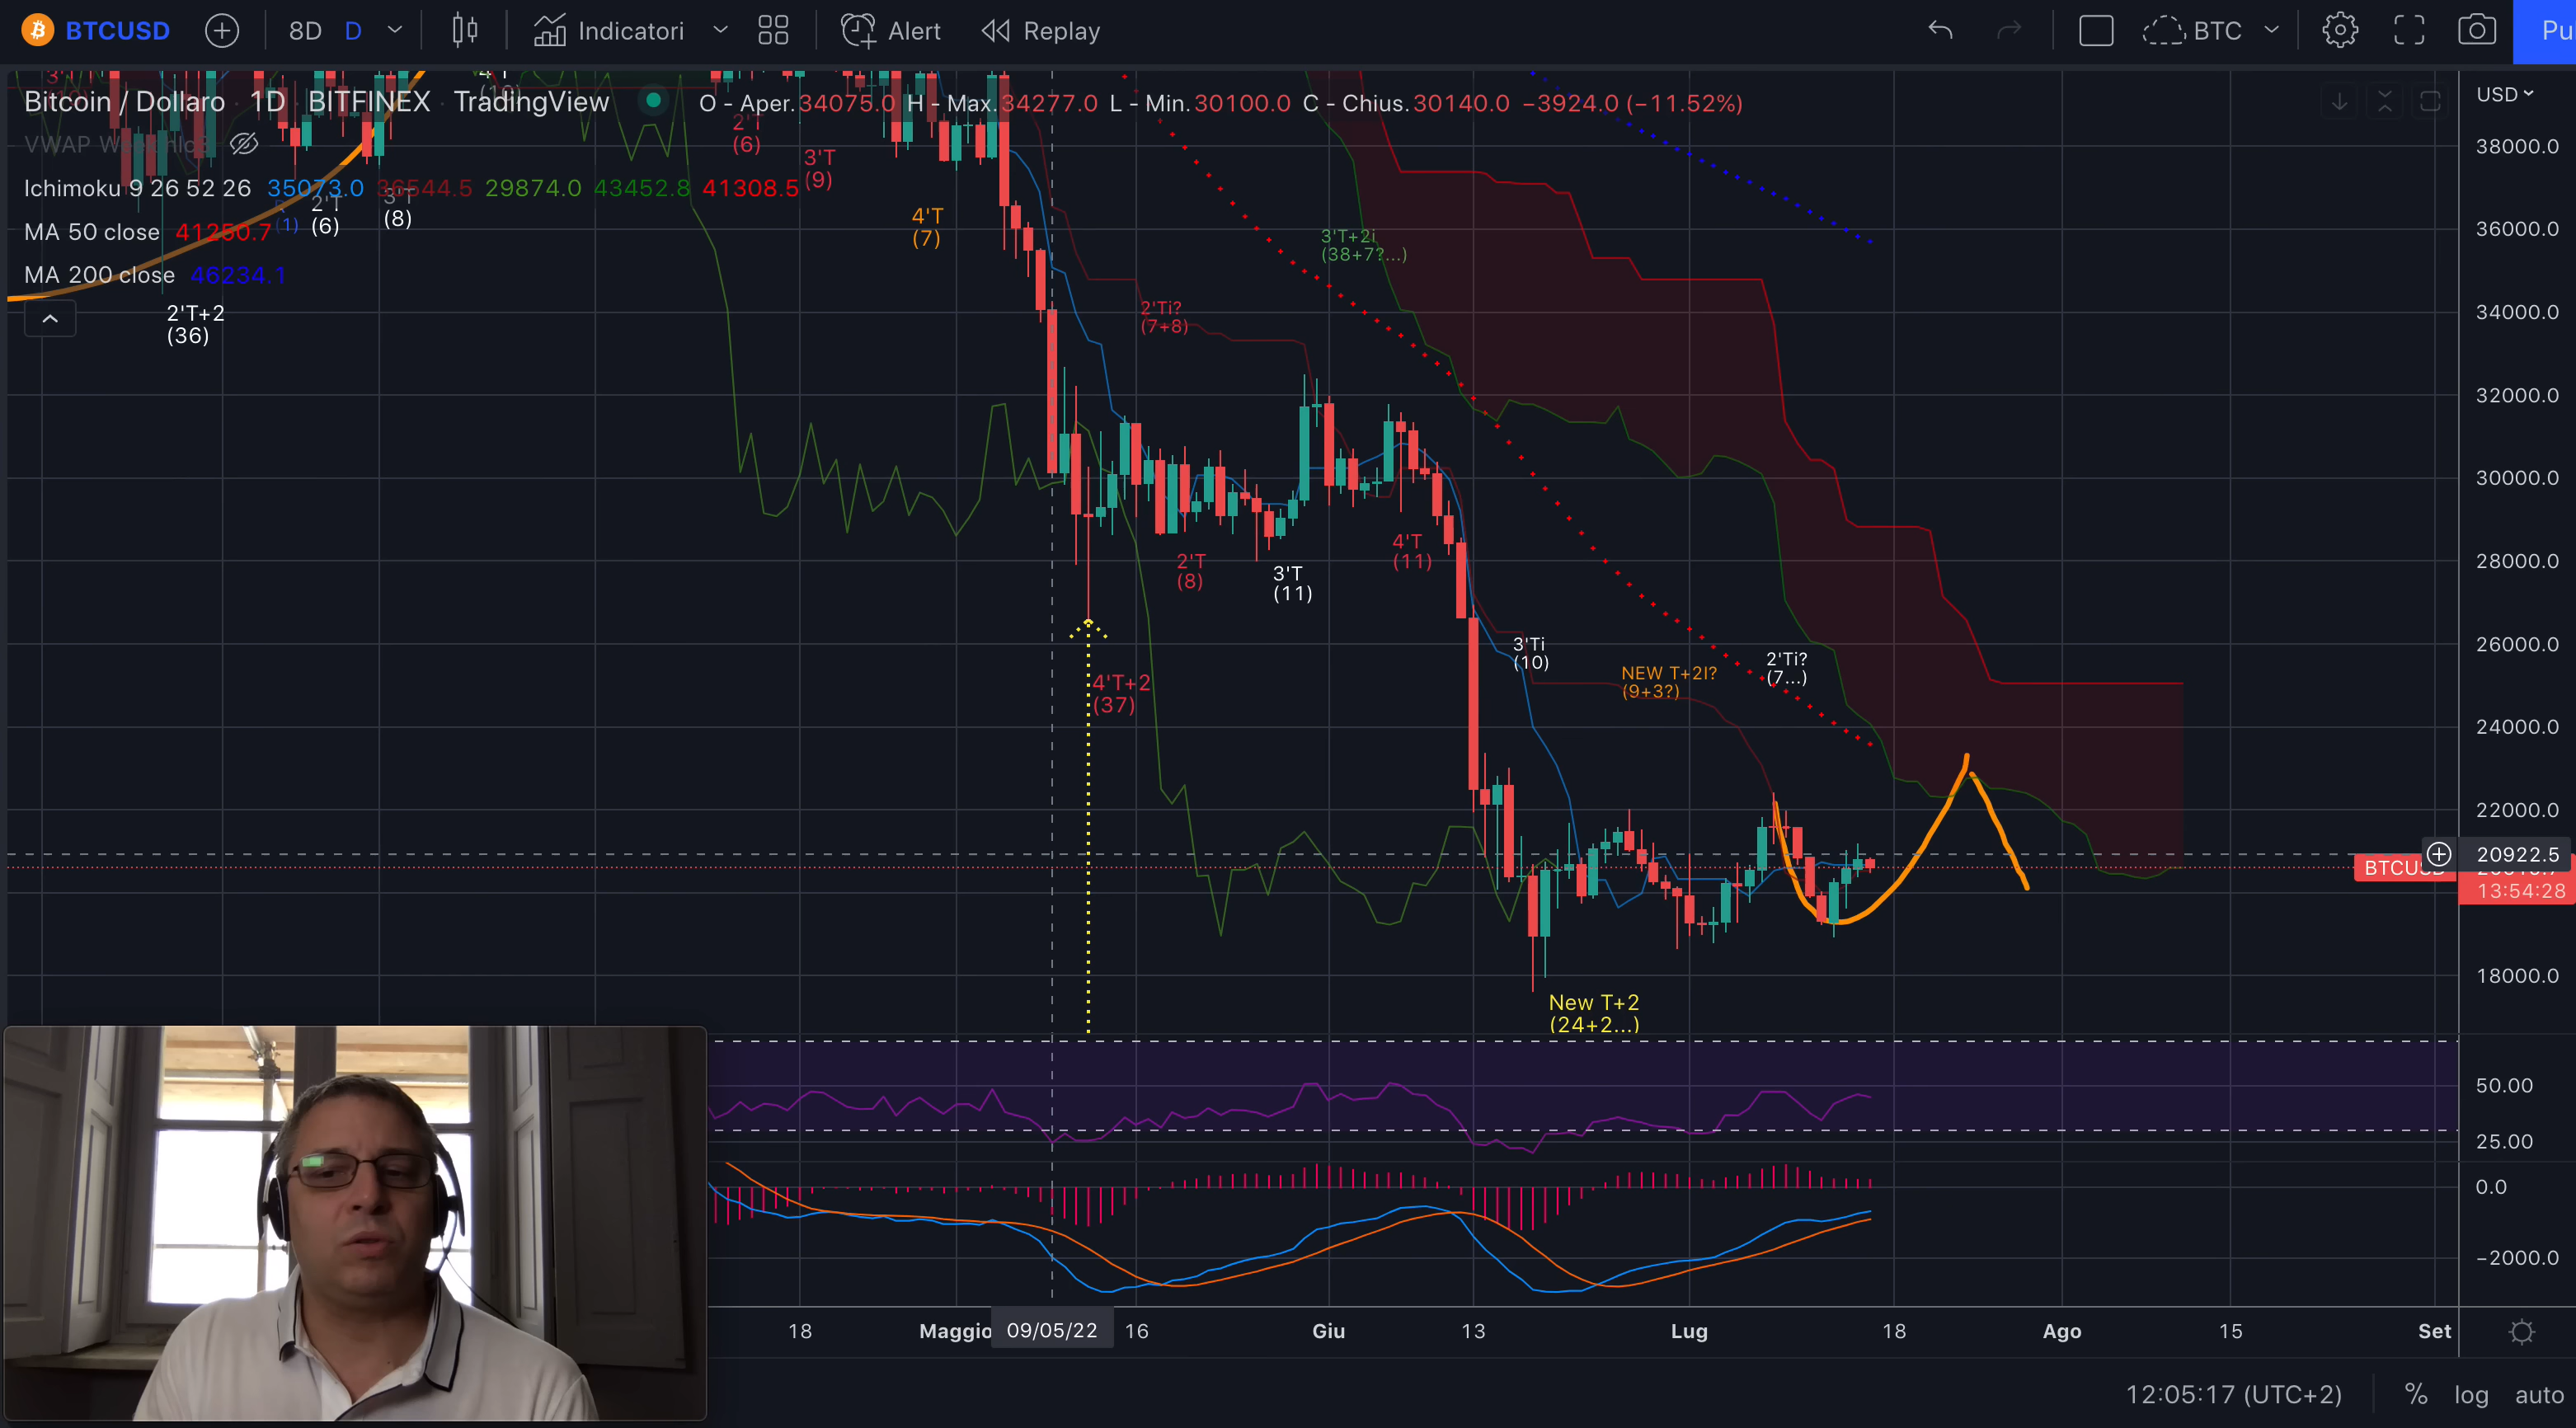 BTCUSD 8D D Indicatori Alert Replay BTC Pu
Bitcoin / Dollaro · 1D · BITFINEX · TradingView O - Aper.34075.0 H - Max.34277.0 L - Min.30100.0 C - Chius.30140.0 −3924.0 (−11.52%)
VWAP
Ichimoku 9 26 52 26 35073.0 36544.5 29874.0 43452.8 41308.5
MA 50 close 41250.7
MA 200 close 46234.1
(1)
2'T
(6)
3'T
(8)
2'T+2
(36)
2'T
(6)
3'T
(9)
4'T
(7)
2'Ti?
(7+8)
3'T+2i
(38+7?...)
2'T
(8)
3'T
(11)
4'T
(11)
4'T+2
(37)
3'Ti
(10)
NEW T+2I?
(9+3?)
2'Ti?
(7...)
New T+2
(24+2...)
USD
38000.0
36000.0
34000.0
32000.0
30000.0
28000.0
26000.0
24000.0
22000.0
20922.5
BTCUSD
13:54:28
18000.0
50.00
25.00
0.0
−2000.0
18 Maggio 09/05/22 16 Giu 13 Lug 18 Ago 15 Set
12:05:17 (UTC+2) % log auto